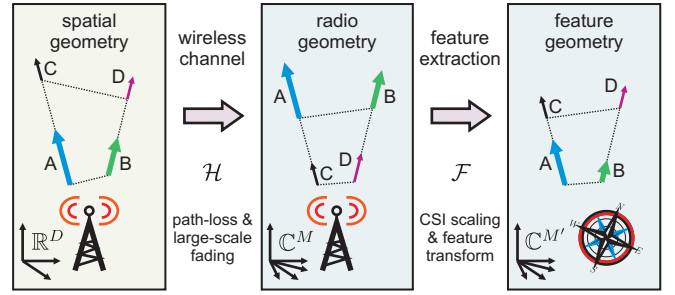 spatial
geometry
C
D
A
B
ℝ^D
wireless
channel
ℋ
path-loss &
large-scale
fading
radio
geometry
A
B
C
D
ℂ^M
feature
extraction
ℱ
CSI scaling
& feature
transform
feature
geometry
D
C
A
B
ℂ^{M'}
N
W
E
S